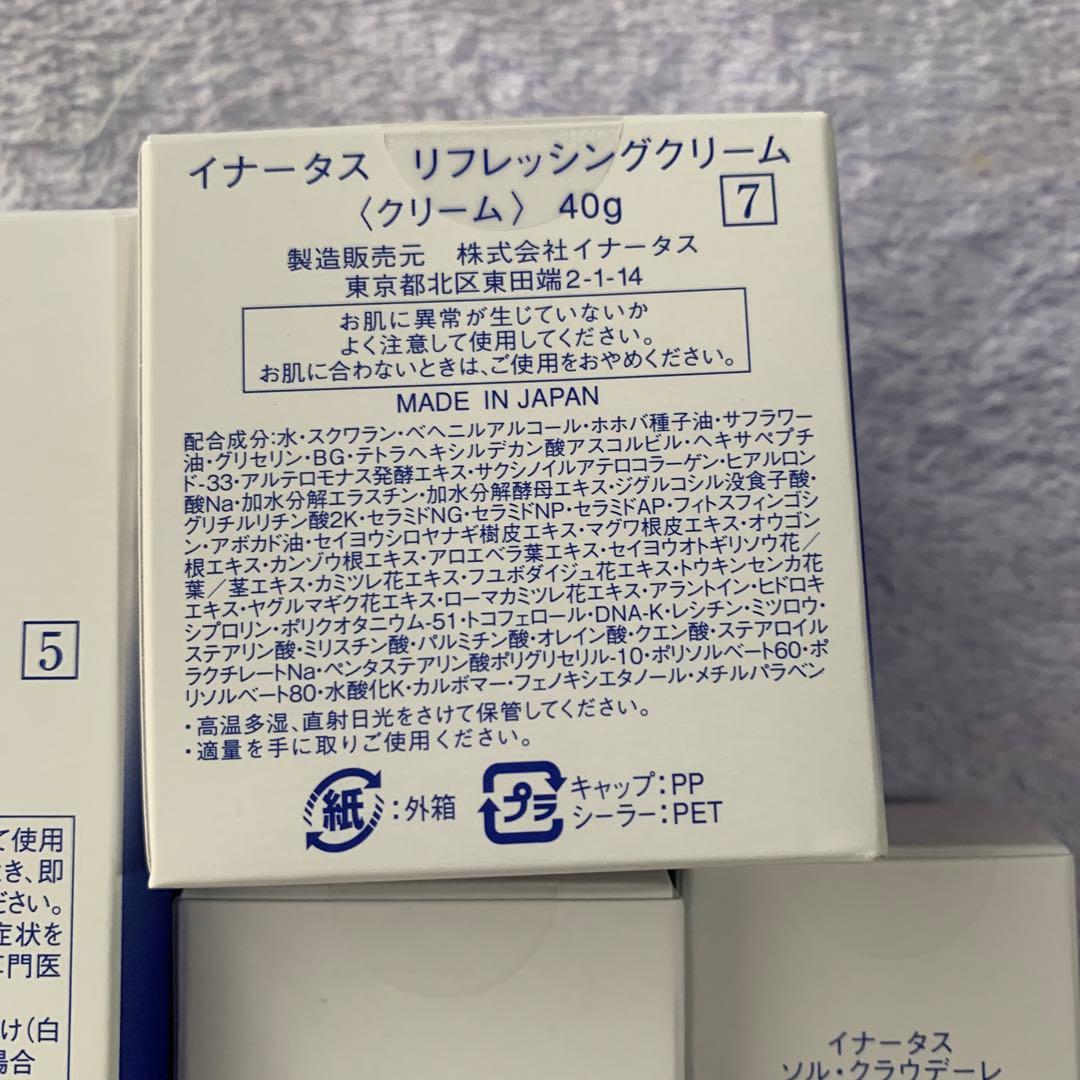 イナータス　リフレッシングクリーム
〈クリーム〉 40g
7
製造販売元　株式会社イナータス
東京都北区東田端2-1-14
お肌に異常が生じていないか
よく注意して使用してください。
お肌に合わないときは、ご使用をおやめください。
MADE IN JAPAN
配合成分:水・スクワラン・ベヘニルアルコール・ホホバ種子油・サフラワー
油・グリセリン・BG・テトラヘキシルデカン酸アスコルビル・ヘキサペプチ
ド-33・アルテロモナス発酵エキス・サクシノイルアテロコラーゲン・ヒアルロン
酸Na・加水分解エラスチン・加水分解酵母エキス・ジグルコシル没食子酸・
グリチルリチン酸2K・セラミドNG・セラミドNP・セラミドAP・フィトスフィンゴシ
ン・アボカド油・セイヨウシロヤナギ樹皮エキス・マグワ根皮エキス・オウゴン
根エキス・カンゾウ根エキス・アロエベラ葉エキス・セイヨウオトギリソウ花/
葉/茎エキス・カミツレ花エキス・フユボダイジュ花エキス・トウキンセンカ花
エキス・ヤグルマギク花エキス・ローマカミツレ花エキス・アラントイン・ヒドロキ
シプロリン・ポリクオタニウム-51・トコフェロール・DNA-K・レシチン・ミツロウ・
ステアリン酸・ミリスチン酸・パルミチン酸・オレイン酸・クエン酸・ステアロイル
ラクチレートNa・ペンタステアリン酸ポリグリセリル-10・ポリソルベート60・ポ
リソルベート80・水酸化K・カルボマー・フェノキシエタノール・メチルパラベン
・高温多湿、直射日光をさけて保管してください。
・適量を手に取りご使用ください。
紙:外箱
プラ
キャップ:PP
シーラー:PET
5
て使用
き、即
ださい。
症状を
専門医
け(白
場合
イナータス
ソル・クラウデーレ